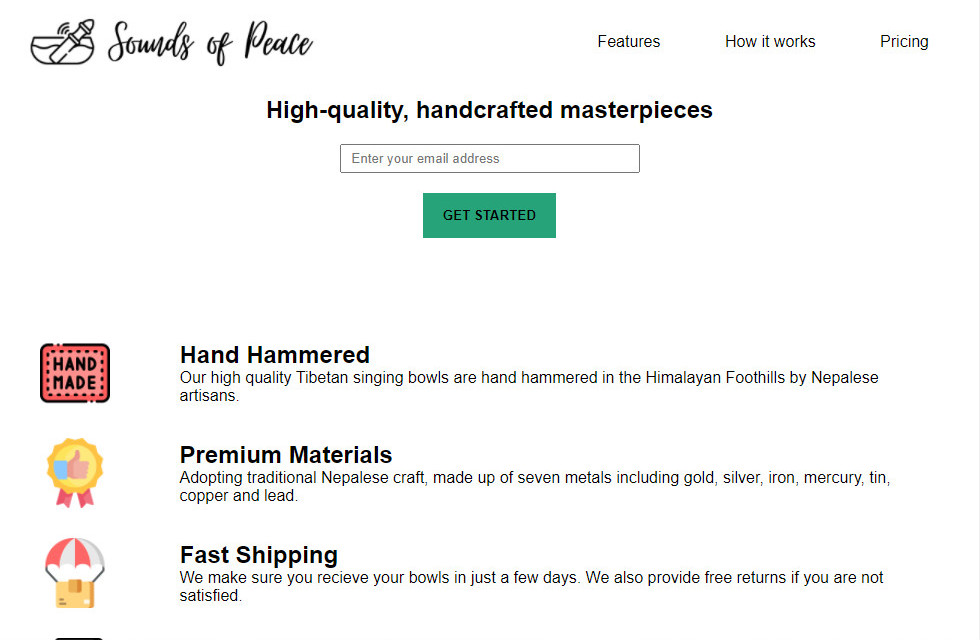 Sounds of Peace
Features
How it works
Pricing
High-quality, handcrafted masterpieces
Enter your email address
GET STARTED
HAND
MADE
Hand Hammered
Our high quality Tibetan singing bowls are hand hammered in the Himalayan Foothills by Nepalese
artisans.
Premium Materials
Adopting traditional Nepalese craft, made up of seven metals including gold, silver, iron, mercury, tin,
copper and lead.
Fast Shipping
We make sure you recieve your bowls in just a few days. We also provide free returns if you are not
satisfied.